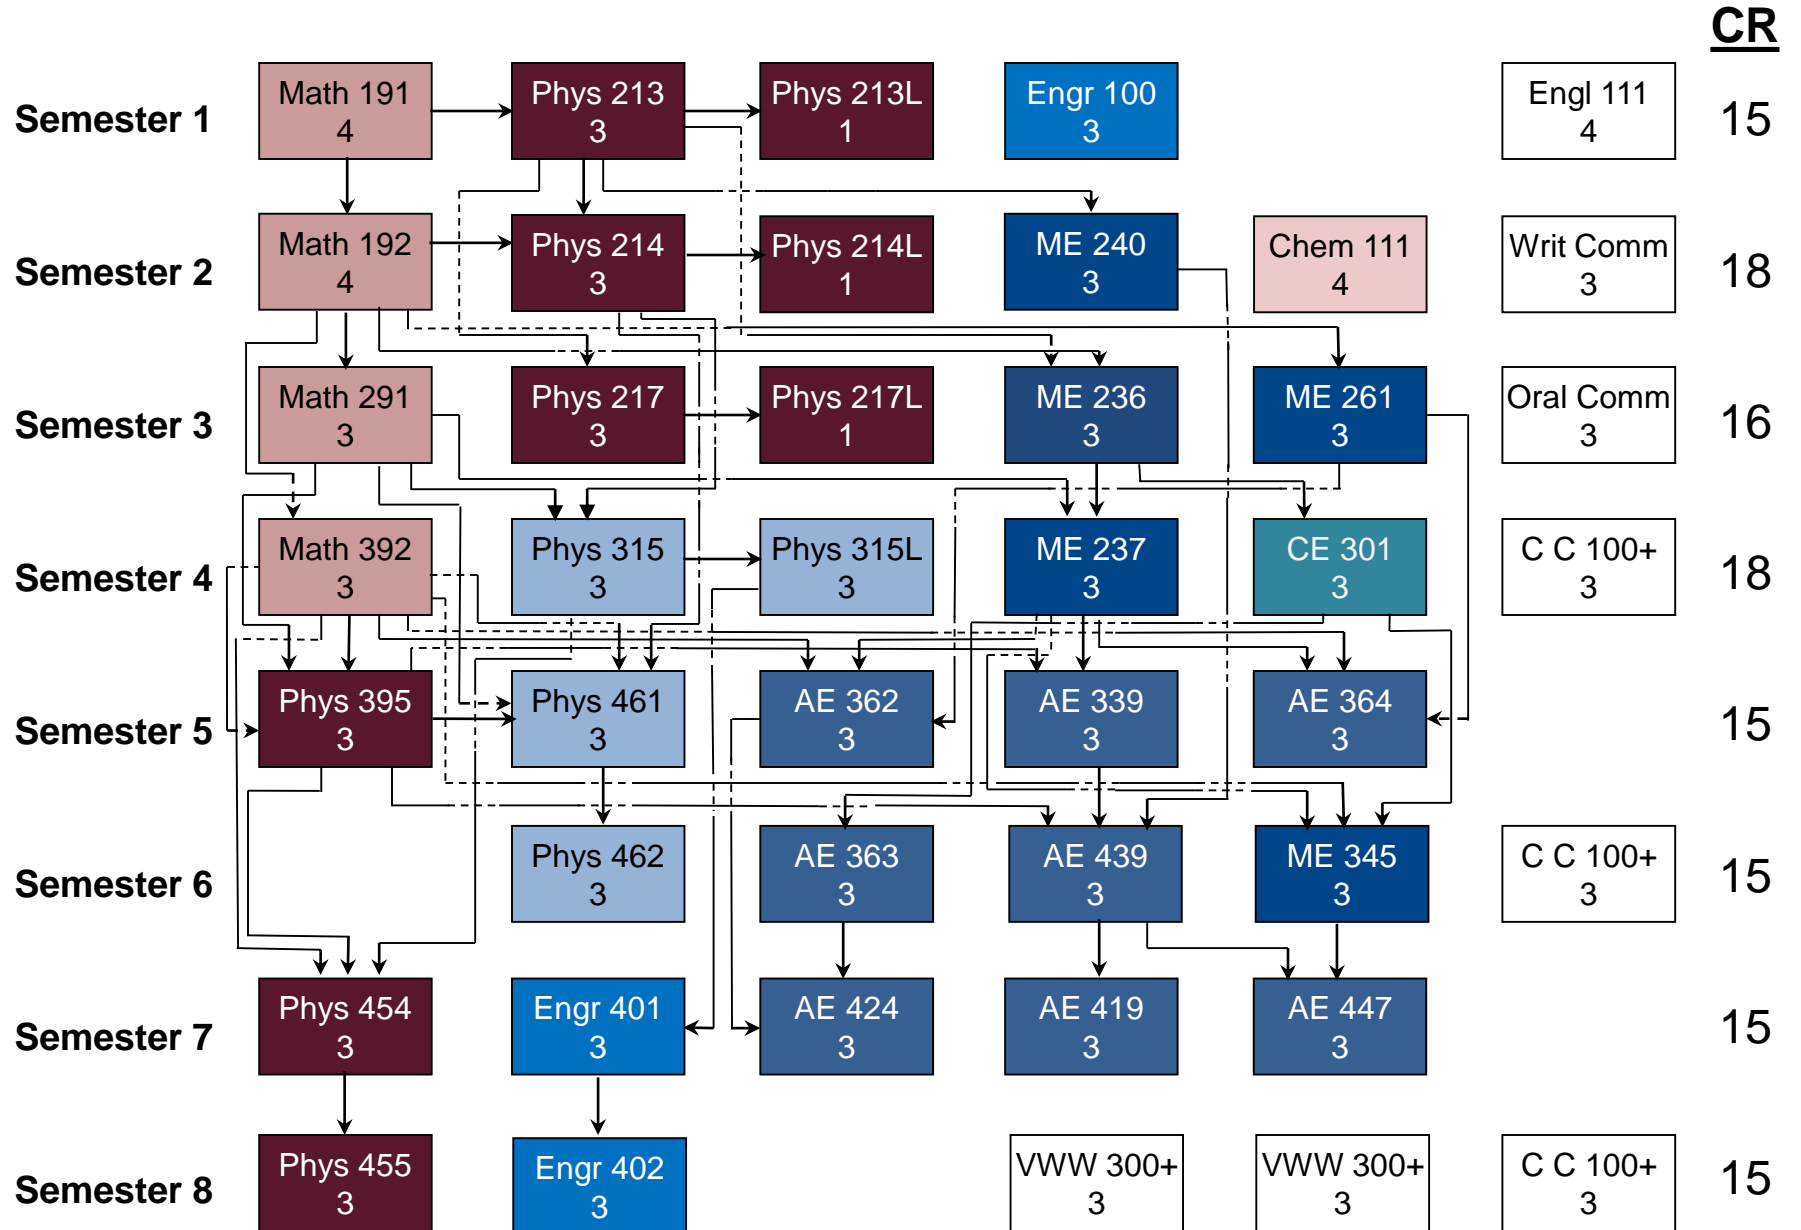 CR
Semester 1
Math 191
4
Phys 213
3
Phys 213L
1
Engr 100
3
Engl 111
4
15
Semester 2
Math 192
4
Phys 214
3
Phys 214L
1
ME 240
3
Chem 111
4
Writ Comm
3
18
Semester 3
Math 291
3
Phys 217
3
Phys 217L
1
ME 236
3
ME 261
3
Oral Comm
3
16
Semester 4
Math 392
3
Phys 315
3
Phys 315L
3
ME 237
3
CE 301
3
C C 100+
3
18
Semester 5
Phys 395
3
Phys 461
3
AE 362
3
AE 339
3
AE 364
3
15
Semester 6
Phys 462
3
AE 363
3
AE 439
3
ME 345
3
C C 100+
3
15
Semester 7
Phys 454
3
Engr 401
3
AE 424
3
AE 419
3
AE 447
3
15
Semester 8
Phys 455
3
Engr 402
3
VWW 300+
3
VWW 300+
3
C C 100+
3
15